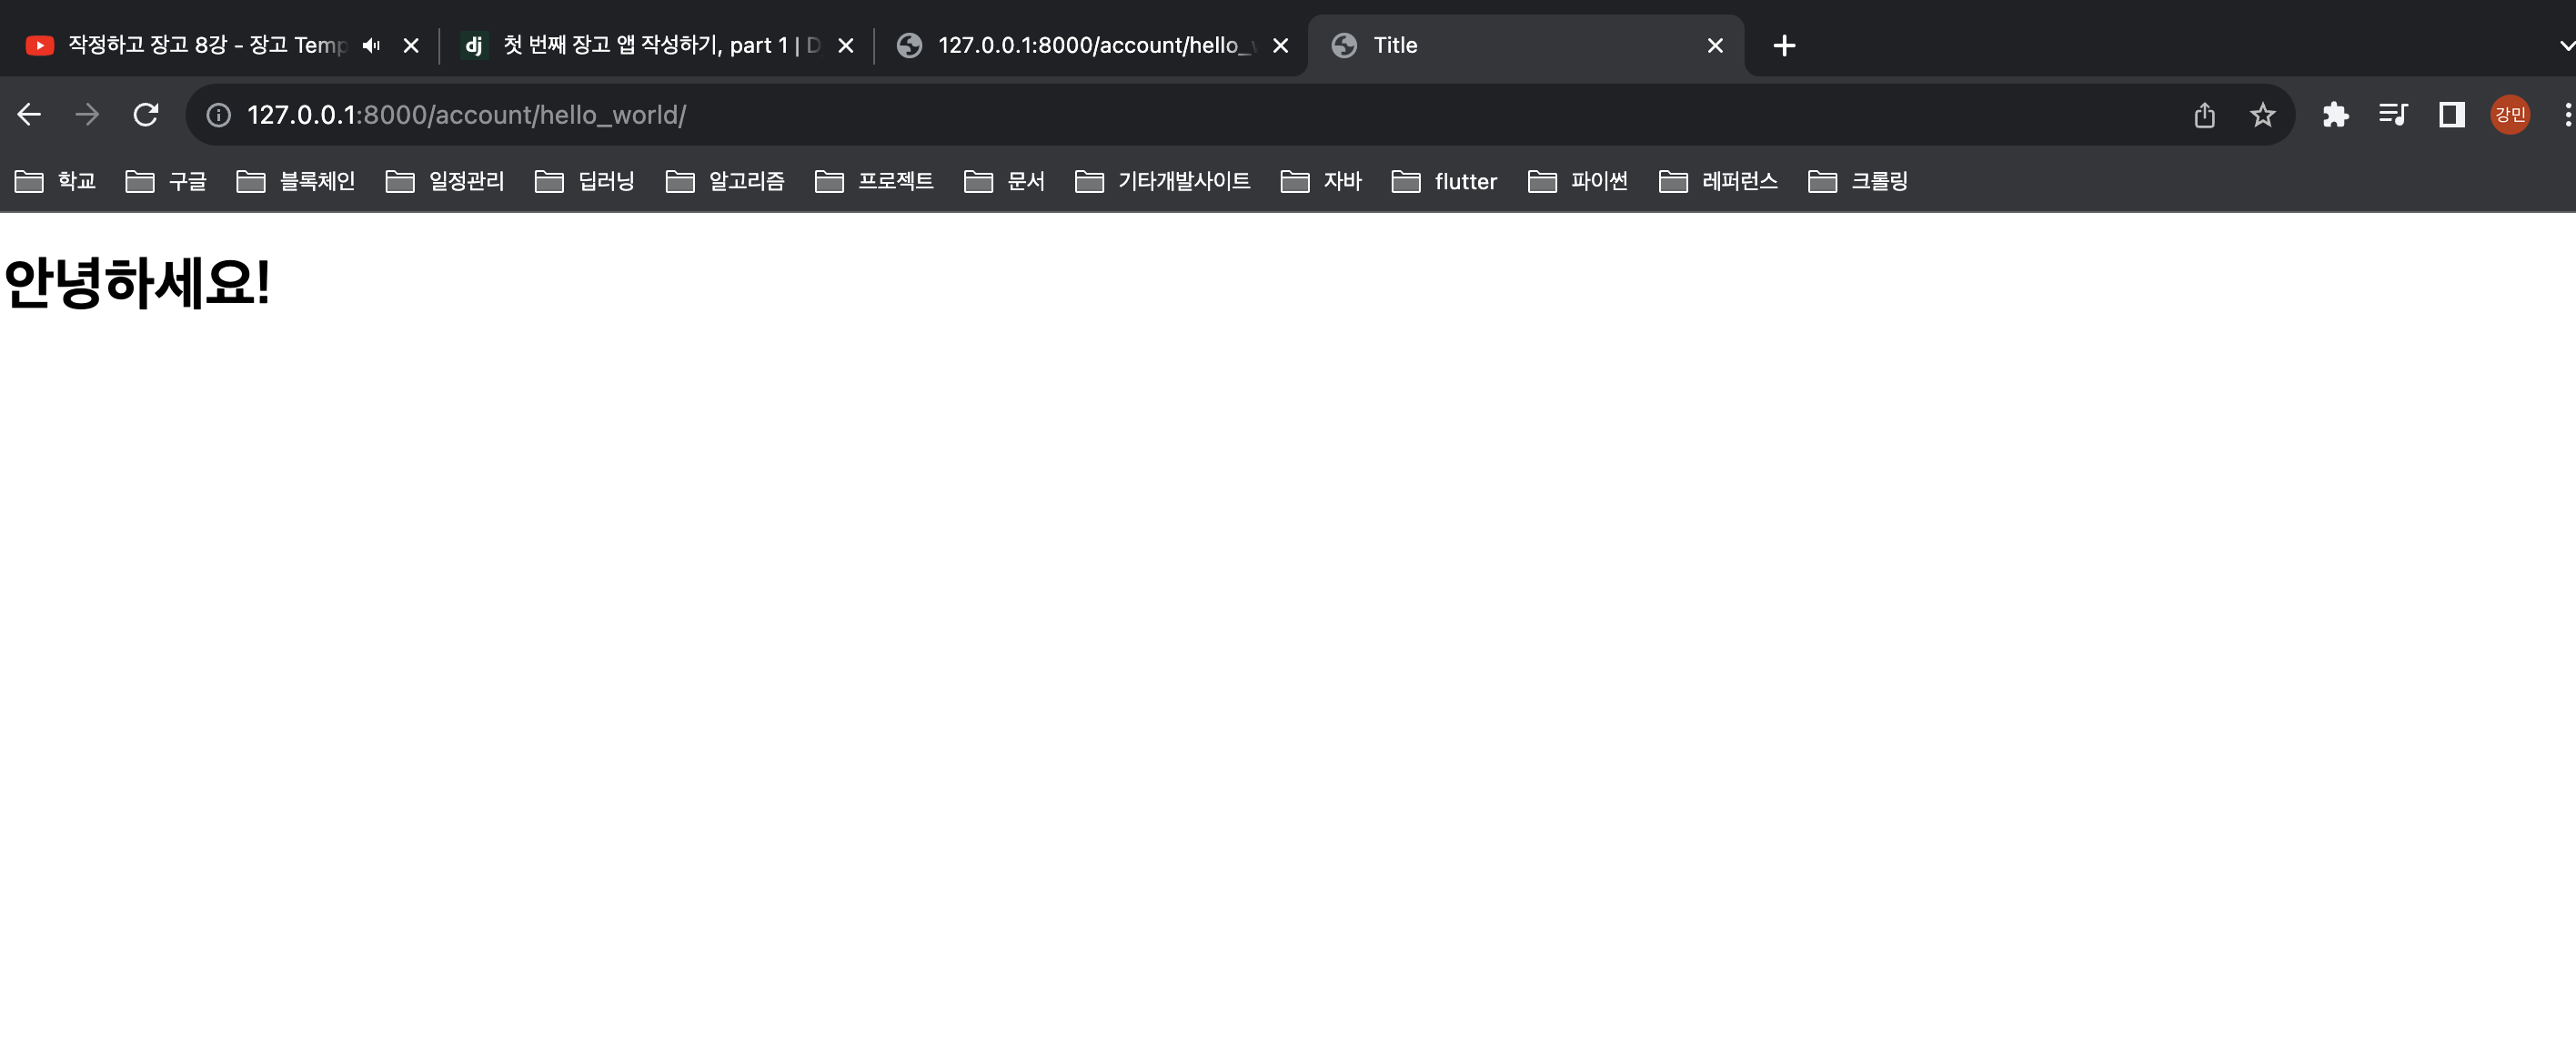 작정하고 장고 8강 - 장고 Temp
dj 첫 번째 장고 앱 작성하기, part 1 | D
127.0.0.1:8000/account/hello_
Title
127.0.0.1:8000/account/hello_world/
강민
학교 구글 블록체인 일정관리 딥러닝 알고리즘 프로젝트 문서 기타개발사이트 자바 flutter 파이썬 레퍼런스 크롤링
안녕하세요!